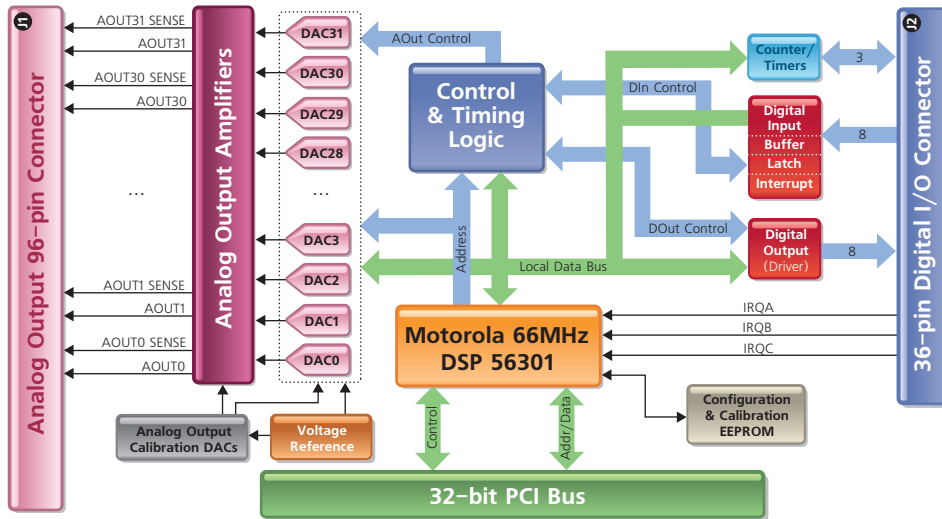 J1
Analog Output 96-pin Connector
AOUT31 SENSE
AOUT31
AOUT30 SENSE
AOUT30
...
AOUT1 SENSE
AOUT1
AOUT0 SENSE
AOUT0
Analog Output Amplifiers
DAC31
DAC30
DAC29
DAC28
...
DAC3
DAC2
DAC1
DAC0
Analog Output
Calibration DACs
Voltage
Reference
AOut Control
Control
& Timing
Logic
Address
Local Data Bus
DIn Control
DOut Control
Counter/
Timers
3
Digital
Input
Buffer
Latch
Interrupt
8
Digital
Output
(Driver)
8
J2
36-pin Digital I/O Connector
IRQA
IRQB
IRQC
Motorola 66MHz
DSP 56301
Configuration
& Calibration
EEPROM
Control
Addr/Data
32-bit PCI Bus